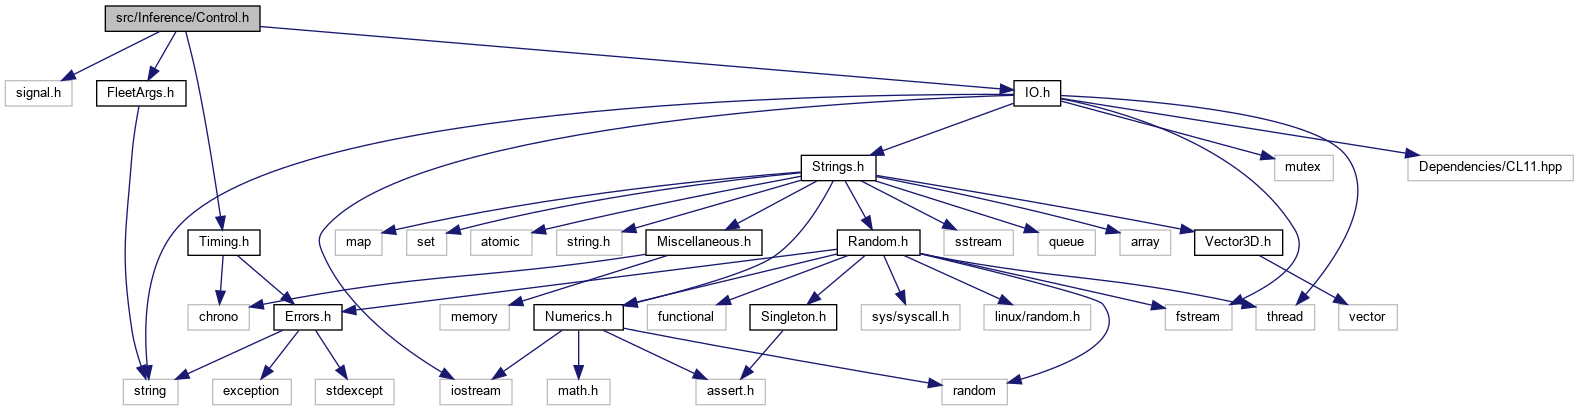 src/Inference/Control.h
signal.h
FleetArgs.h
IO.h
Strings.h
mutex
Dependencies/CL11.hpp
Timing.h
map
set
atomic
string.h
Miscellaneous.h
Random.h
sstream
queue
array
Vector3D.h
chrono
Errors.h
memory
Numerics.h
functional
Singleton.h
sys/syscall.h
linux/random.h
fstream
thread
vector
string
exception
stdexcept
iostream
math.h
assert.h
random